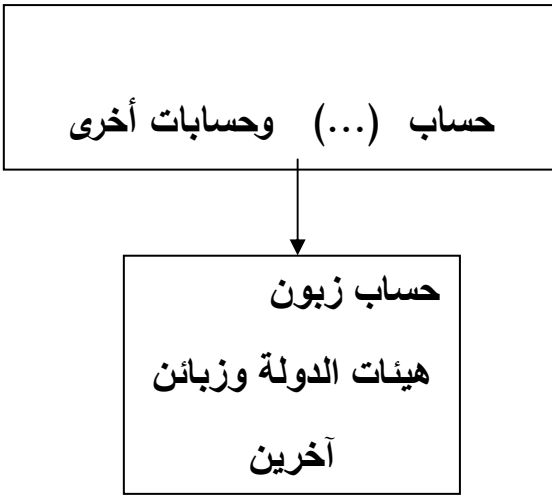 حساب (...) وحسابات أخرى
حساب زبون
هيئات الدولة وزبائن
آخرين